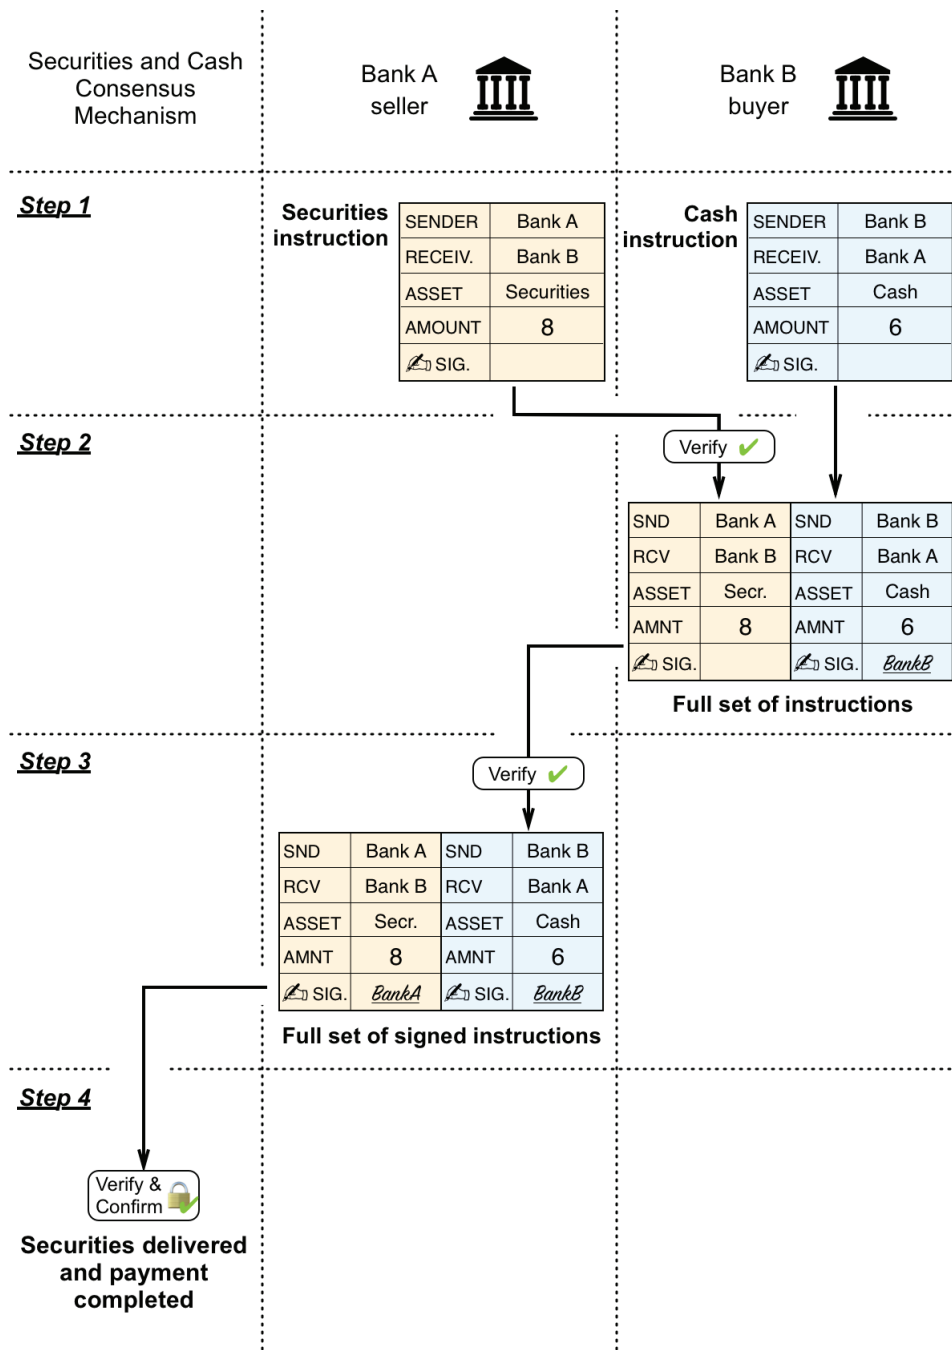 Securities and Cash
Consensus
Mechanism
Bank A
seller
Bank B
buyer
Step 1
Securities
instruction
SENDER Bank A
RECEIV. Bank B
ASSET Securities
AMOUNT 8
SIG.
Cash
instruction
SENDER Bank B
RECEIV. Bank A
ASSET Cash
AMOUNT 6
SIG.
Step 2
Verify
SND Bank A SND Bank B
RCV Bank B RCV Bank A
ASSET Secr. ASSET Cash
AMNT 8 AMNT 6
SIG. SIG. BankB
Full set of instructions
Step 3
Verify
SND Bank A SND Bank B
RCV Bank B RCV Bank A
ASSET Secr. ASSET Cash
AMNT 8 AMNT 6
SIG. BankA SIG. BankB
Full set of signed instructions
Step 4
Verify &
Confirm
Securities delivered
and payment
completed